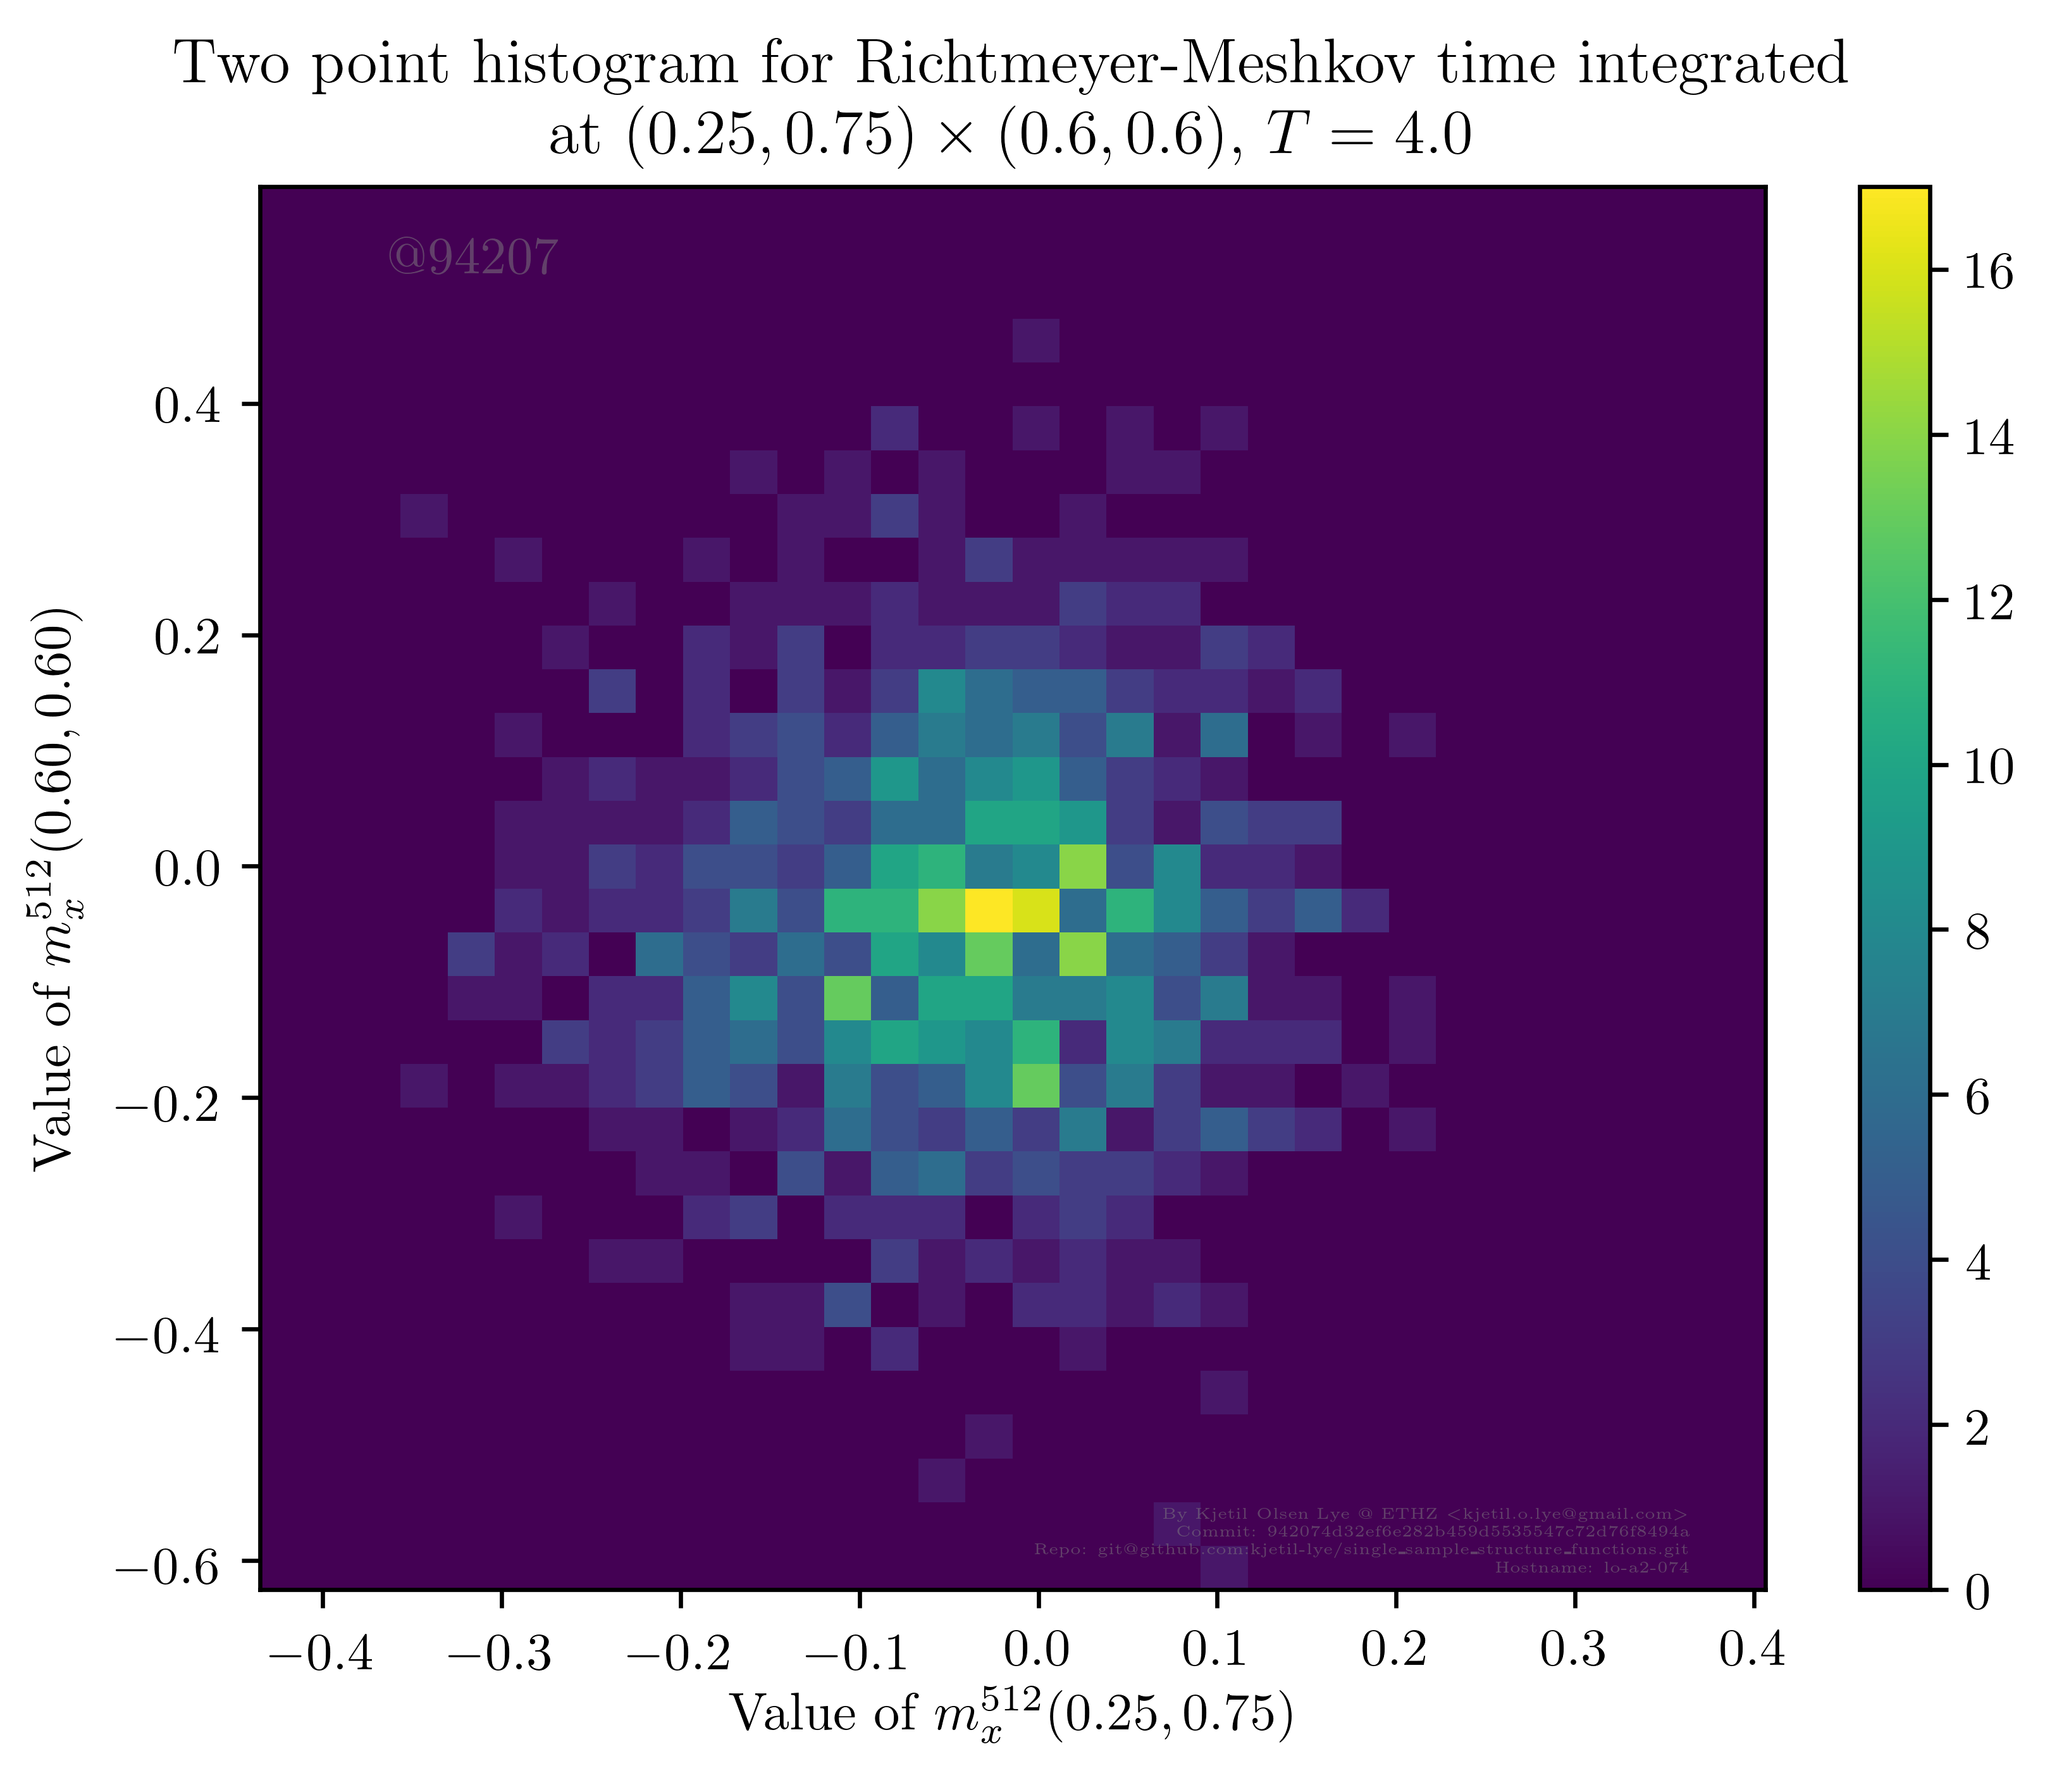 Two point histogram for Richtmeyer-Meshkov time integrated
at (0.25, 0.75) × (0.6, 0.6), T = 4.0
@94207
0.4
0.2
0.0
−0.2
−0.4
−0.6
Value of m_x^512(0.60, 0.60)
16
14
12
10
8
6
4
2
0
By Kjetil Olsen Lye @ ETHZ <kjetil.o.lye@gmail.com>
Commit: 942074d32ef6e282b459d5535547c72d76f8494a
Repo: git@github.com:kjetil-lye/single_sample_structure_functions.git
Hostname: lo-a2-074
−0.4 −0.3 −0.2 −0.1 0.0 0.1 0.2 0.3 0.4
Value of m_x^512(0.25, 0.75)